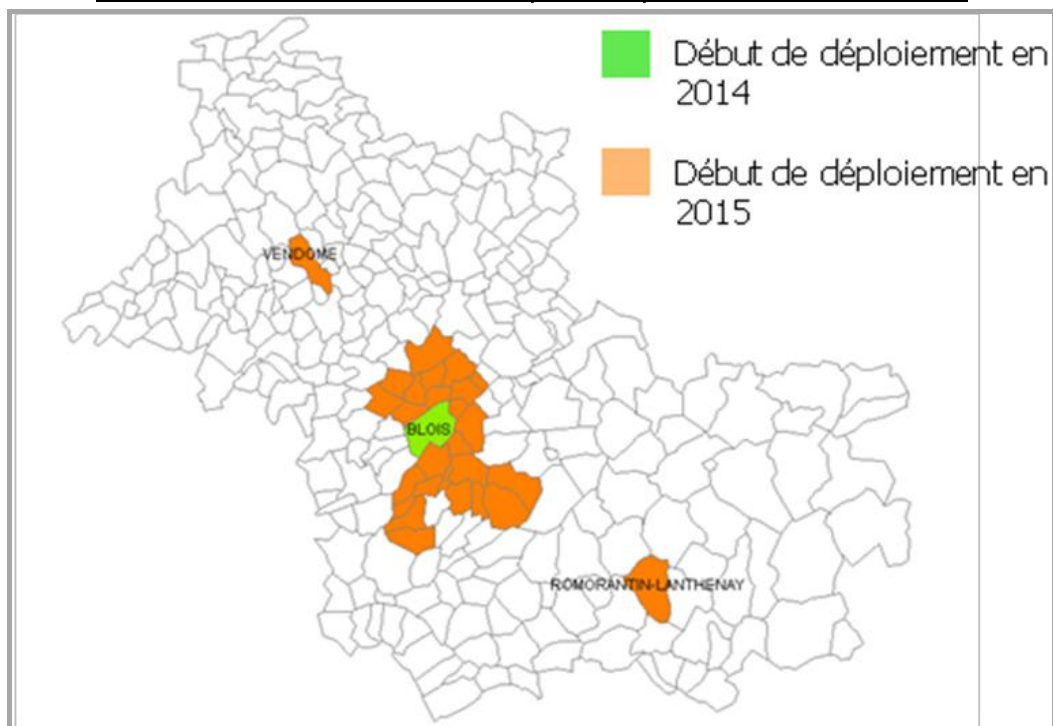 Début de déploiement en
2014
Début de déploiement en
2015
VENDOME
BLOIS
ROMORANTIN-LANTHENAY